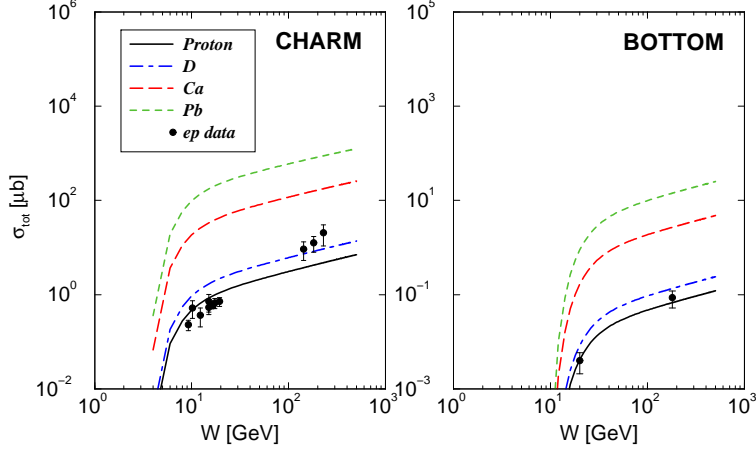 CHARM
Proton
D
Ca
Pb
ep data
10^6
10^4
10^2
10^0
10^-2
σ_tot [μb]
10^0
10^1
10^2
10^3
W [GeV]
BOTTOM
10^5
10^3
10^1
10^-1
10^-3
10^0
10^1
10^2
10^3
W [GeV]